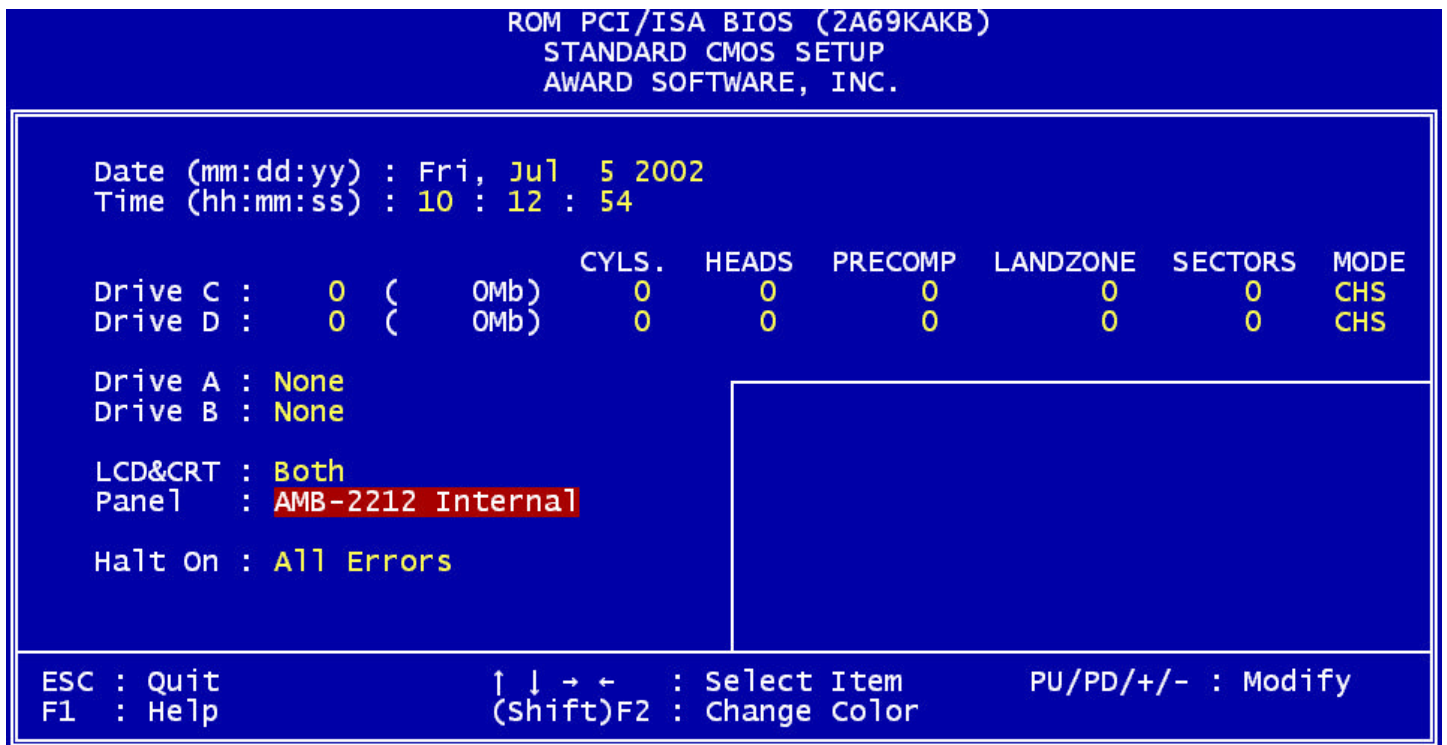 ROM PCI/ISA BIOS (2A69KAKB)
STANDARD CMOS SETUP
AWARD SOFTWARE, INC.
Date (mm:dd:yy) : Fri, Jul 5 2002
Time (hh:mm:ss) : 10 : 12 : 54
CYLS. HEADS PRECOMP LANDZONE SECTORS MODE
Drive C : 0 ( 0Mb) 0 0 0 0 0 CHS
Drive D : 0 ( 0Mb) 0 0 0 0 0 CHS
Drive A : None
Drive B : None
LCD&CRT : Both
Panel : AMB-2212 Internal
Halt On : All Errors
ESC : Quit ↑ ↓ → ← : Select Item PU/PD/+/- : Modify
F1 : Help (Shift)F2 : Change Color